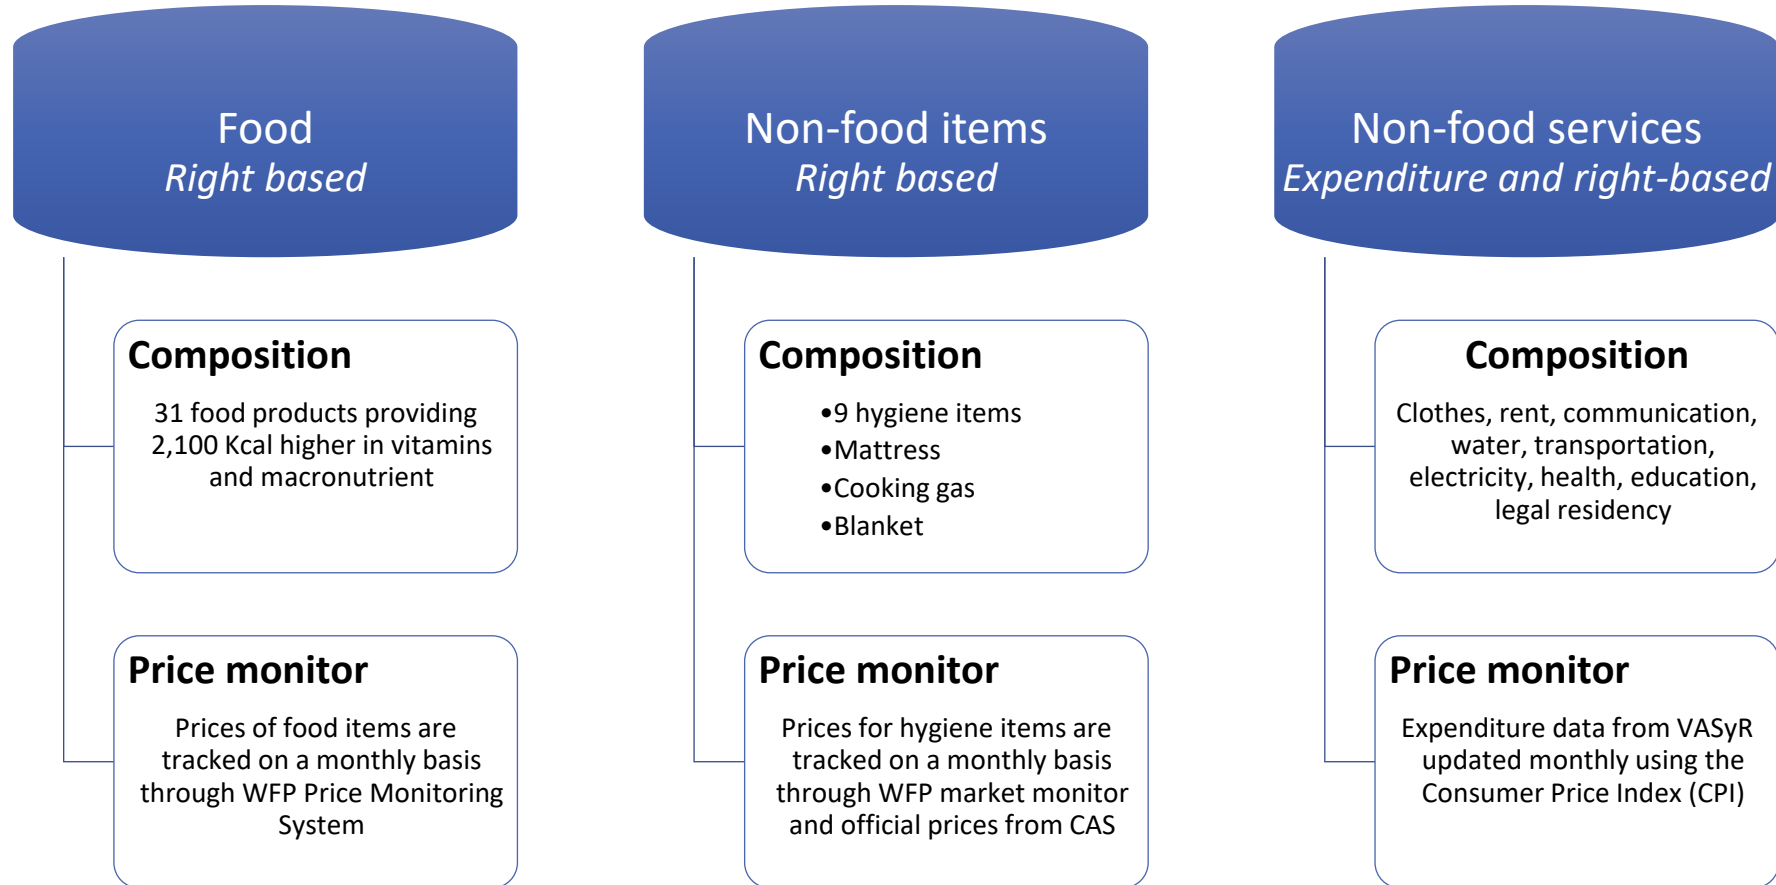 Food
Right based
Composition
31 food products providing
2,100 Kcal higher in vitamins
and macronutrient
Price monitor
Prices of food items are
tracked on a monthly basis
through WFP Price Monitoring
System
Non-food items
Right based
Composition
•9 hygiene items
•Mattress
•Cooking gas
•Blanket
Price monitor
Prices for hygiene items are
tracked on a monthly basis
through WFP market monitor
and official prices from CAS
Non-food services
Expenditure and right-based
Composition
Clothes, rent, communication,
water, transportation,
electricity, health, education,
legal residency
Price monitor
Expenditure data from VASyR
updated monthly using the
Consumer Price Index (CPI)